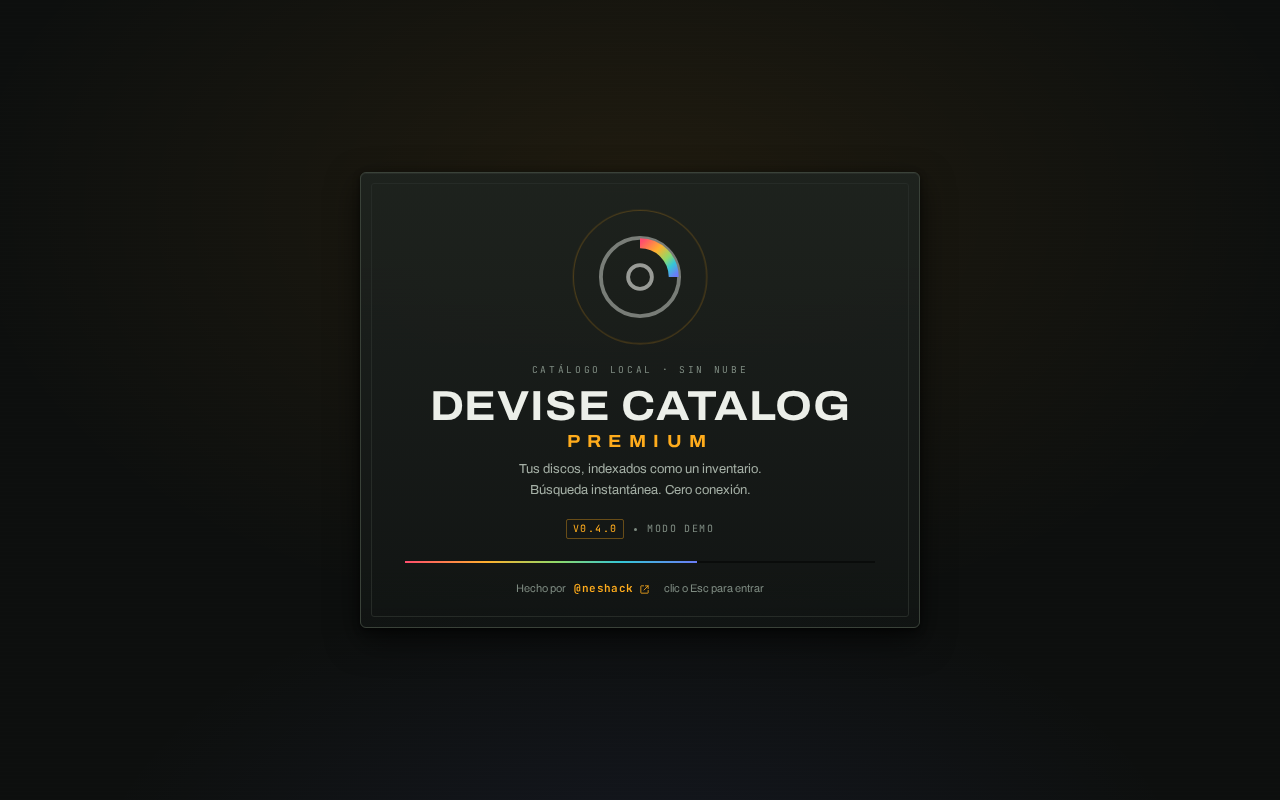 CATÁLOGO LOCAL · SIN NUBE
DEVISE CATALOG
PREMIUM
Tus discos, indexados como un inventario.
Búsqueda instantánea. Cero conexión.
V0.4.0 • MODO DEMO
Hecho por @neshack clic o Esc para entrar